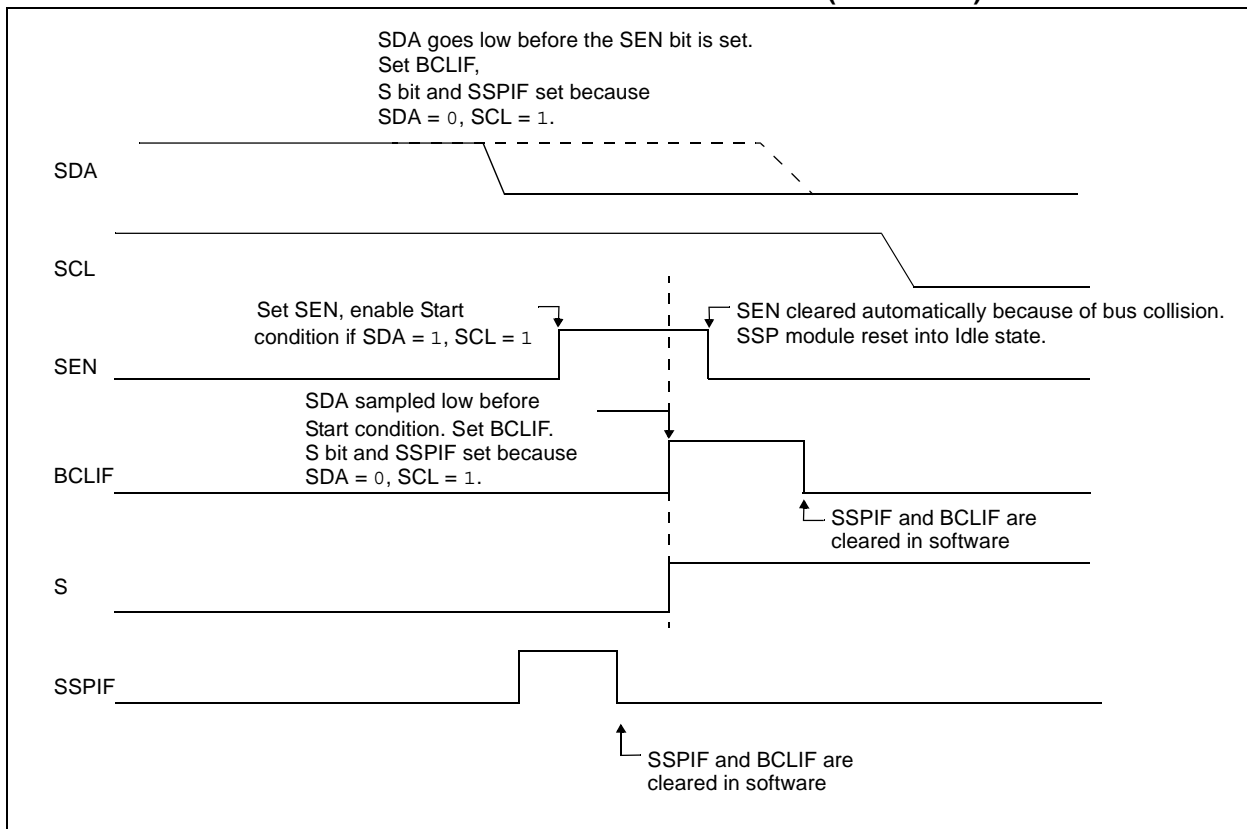 SDA goes low before the SEN bit is set.
Set BCLIF,
S bit and SSPIF set because
SDA = 0, SCL = 1.
SDA
SCL
Set SEN, enable Start
condition if SDA = 1, SCL = 1
SEN cleared automatically because of bus collision.
SSP module reset into Idle state.
SEN
SDA sampled low before
Start condition. Set BCLIF.
S bit and SSPIF set because
SDA = 0, SCL = 1.
BCLIF
SSPIF and BCLIF are
cleared in software
S
SSPIF
SSPIF and BCLIF are
cleared in software